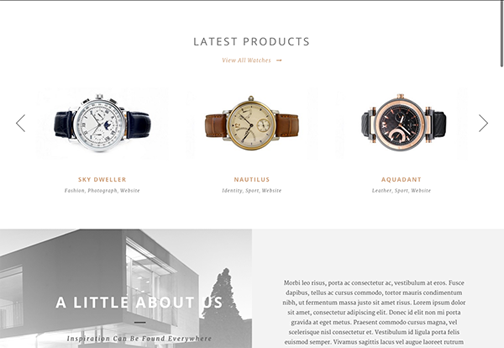 LATEST PRODUCTS
View All Watches →
SKY DWELLER
Fashion, Photograph, Website
NAUTILUS
Identity, Sport, Website
AQUADANT
Leather, Sport, Website
A LITTLE ABOUT US
Inspiration Can Be Found Everywhere
Morbi leo risus, porta ac consectetur ac, vestibulum at eros. Fusce
dapibus, tellus ac cursus commodo, tortor mauris condimentum
nibh, ut fermentum massa justo sit amet risus. Lorem ipsum dolor
sit amet, consectetur adipiscing elit. Donec id elit non mi porta
gravida at eget metus. Praesent commodo cursus magna, vel
scelerisque nisl consectetur et. Vestibulum id ligula porta felis
euismod semper. Vivamus sagittis lacus vel augue laoreet rutrum